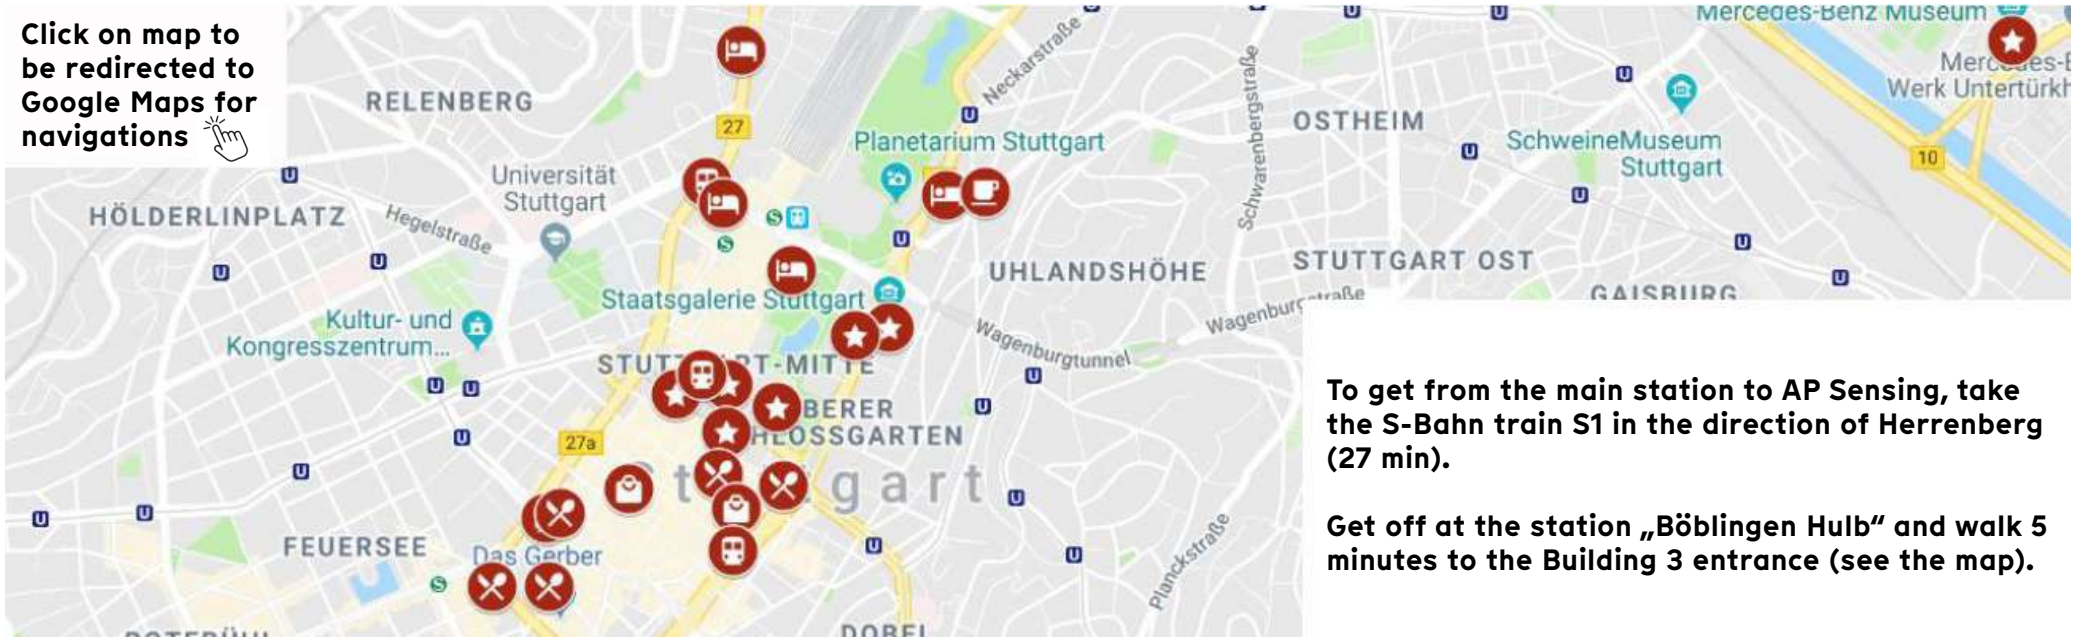 Click on map to
be redirected to
Google Maps for
navigations
Mercedes-Benz Museum
RELENBERG
Neckarstraße
27
Planetarium Stuttgart
Schwarenbergstraße
OSTHEIM
SchweineMuseum
Stuttgart
Werk
10
Universität
Stuttgart
HÖLDERLINPLATZ
Hegelstraße
UHLANDSHÖHE
STUTTGART OST
GAISBURG
Staatsgalerie Stuttgart
Kultur- und
Kongresszentrum...
Wagenburgtunnel
27a
FEUERSEE
Das Gerber
Planckstraße
To get from the main station to AP Sensing, take
the S-Bahn train S1 in the direction of Herrenberg
(27 min).
Get off at the station „Böblingen Hulb“ and walk 5
minutes to the Building 3 entrance (see the map).